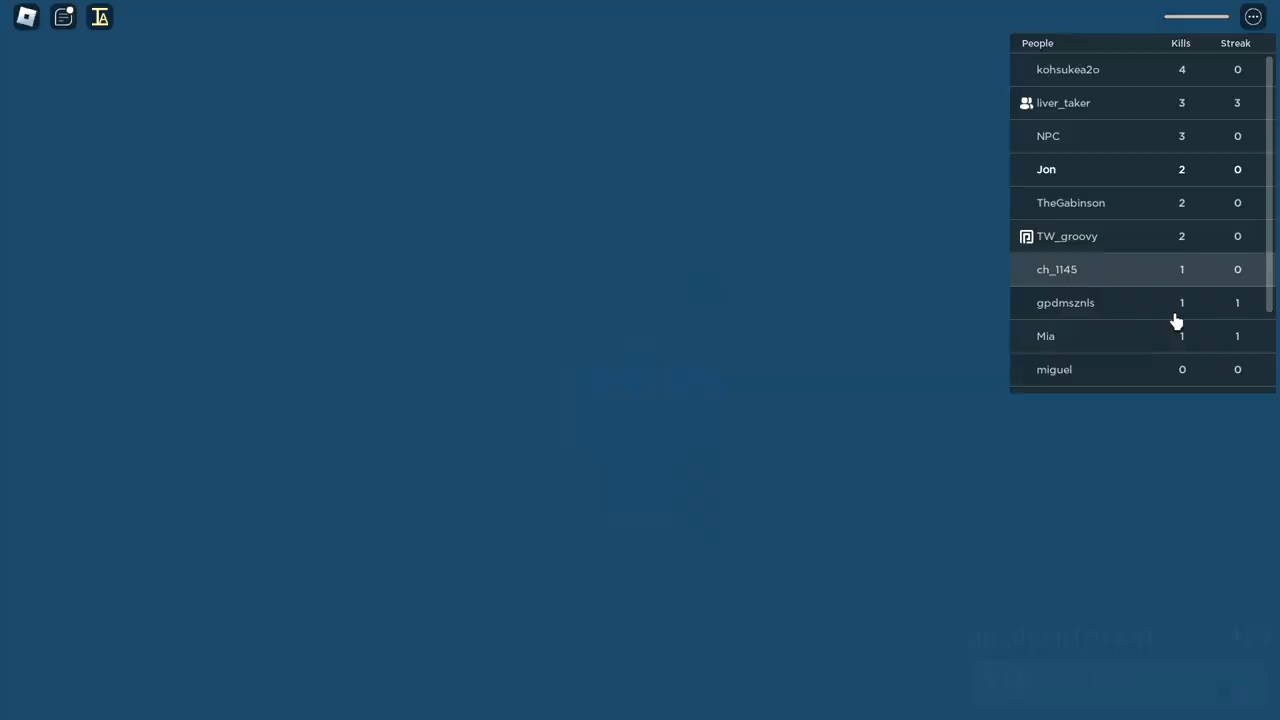 TA
People Kills Streak
kohsukea2o 4 0
liver_taker 3 3
NPC 3 0
Jon 2 0
TheGabinson 2 0
TW_groovy 2 0
ch_1145 1 0
gpdmsznls 1 1
Mia 1 1
miguel 0 0